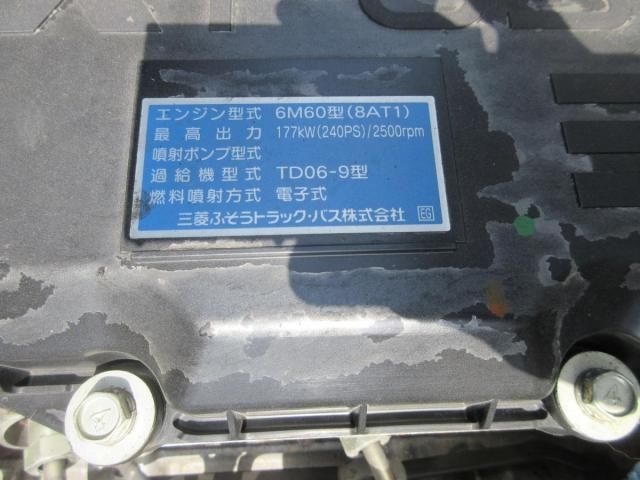 エンジン型式 6M60型(8AT1)
最高出力 177kW(240PS)/2500rpm
噴射ポンプ型式
過給機型式 TD06-9型
燃料噴射方式 電子式
三菱ふそうトラック・バス株式会社 EG